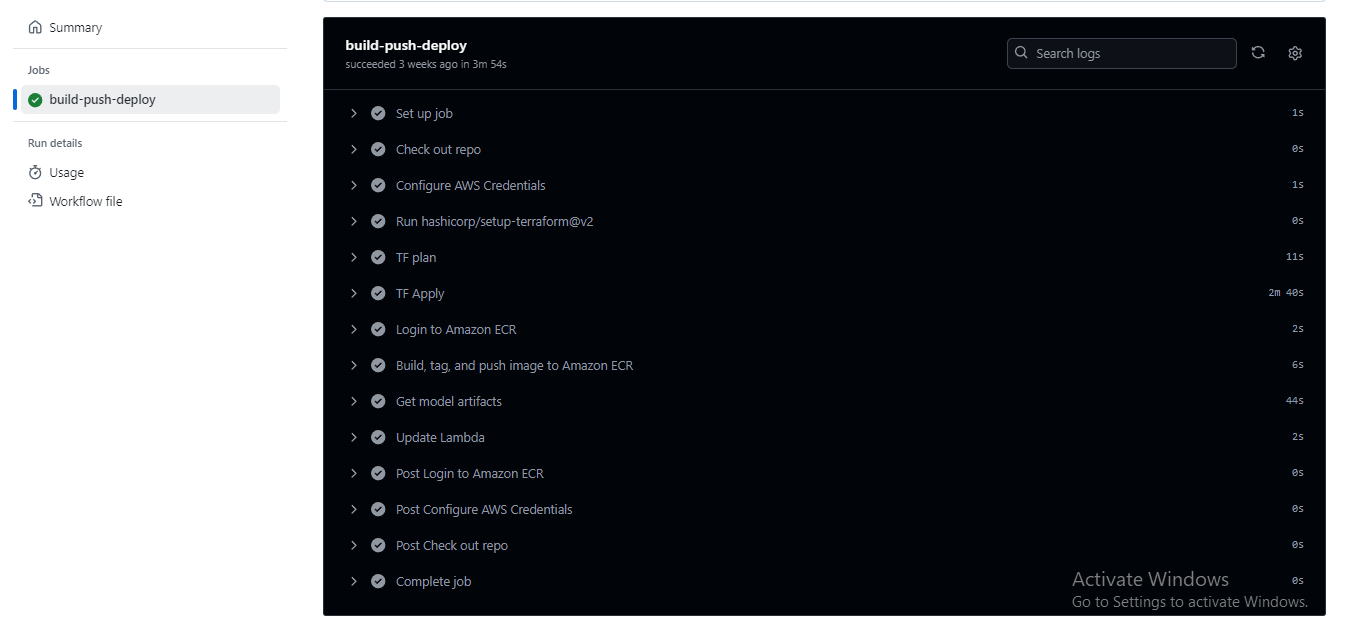 Summary
Jobs
build-push-deploy
Run details
Usage
Workflow file
build-push-deploy
succeeded 3 weeks ago in 3m 54s
Search logs
Set up job 1s
Check out repo 0s
Configure AWS Credentials 1s
Run hashicorp/setup-terraform@v2 0s
TF plan 11s
TF Apply 2m 40s
Login to Amazon ECR 2s
Build, tag, and push image to Amazon ECR 6s
Get model artifacts 44s
Update Lambda 2s
Post Login to Amazon ECR 0s
Post Configure AWS Credentials 0s
Post Check out repo 0s
Complete job 0s
Activate Windows
Go to Settings to activate Windows.